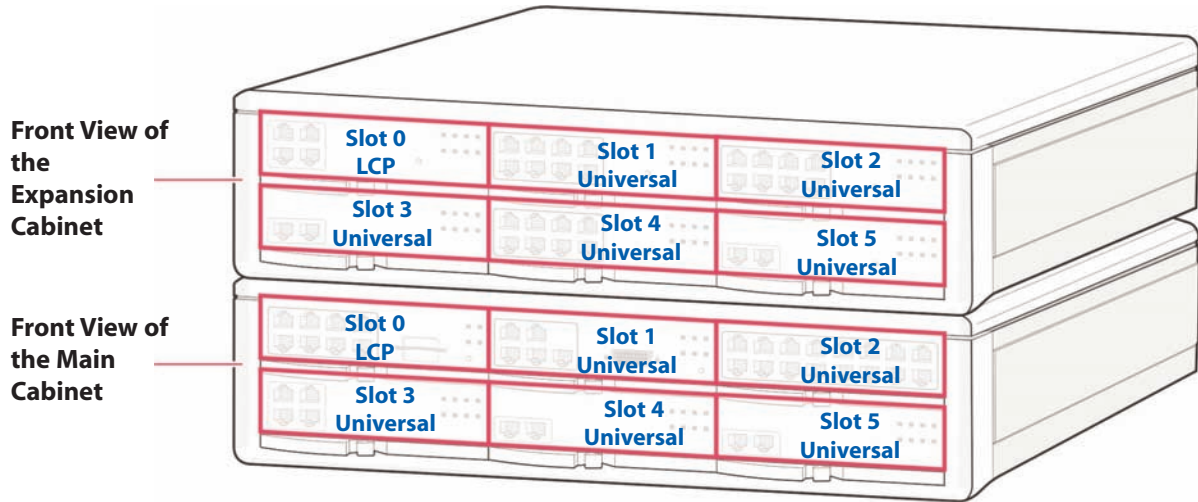 Front View of
the
Expansion
Cabinet
Slot 0
LCP
Slot 1
Universal
Slot 2
Universal
Slot 3
Universal
Slot 4
Universal
Slot 5
Universal
Front View of
the Main
Cabinet
Slot 0
LCP
Slot 1
Universal
Slot 2
Universal
Slot 3
Universal
Slot 4
Universal
Slot 5
Universal